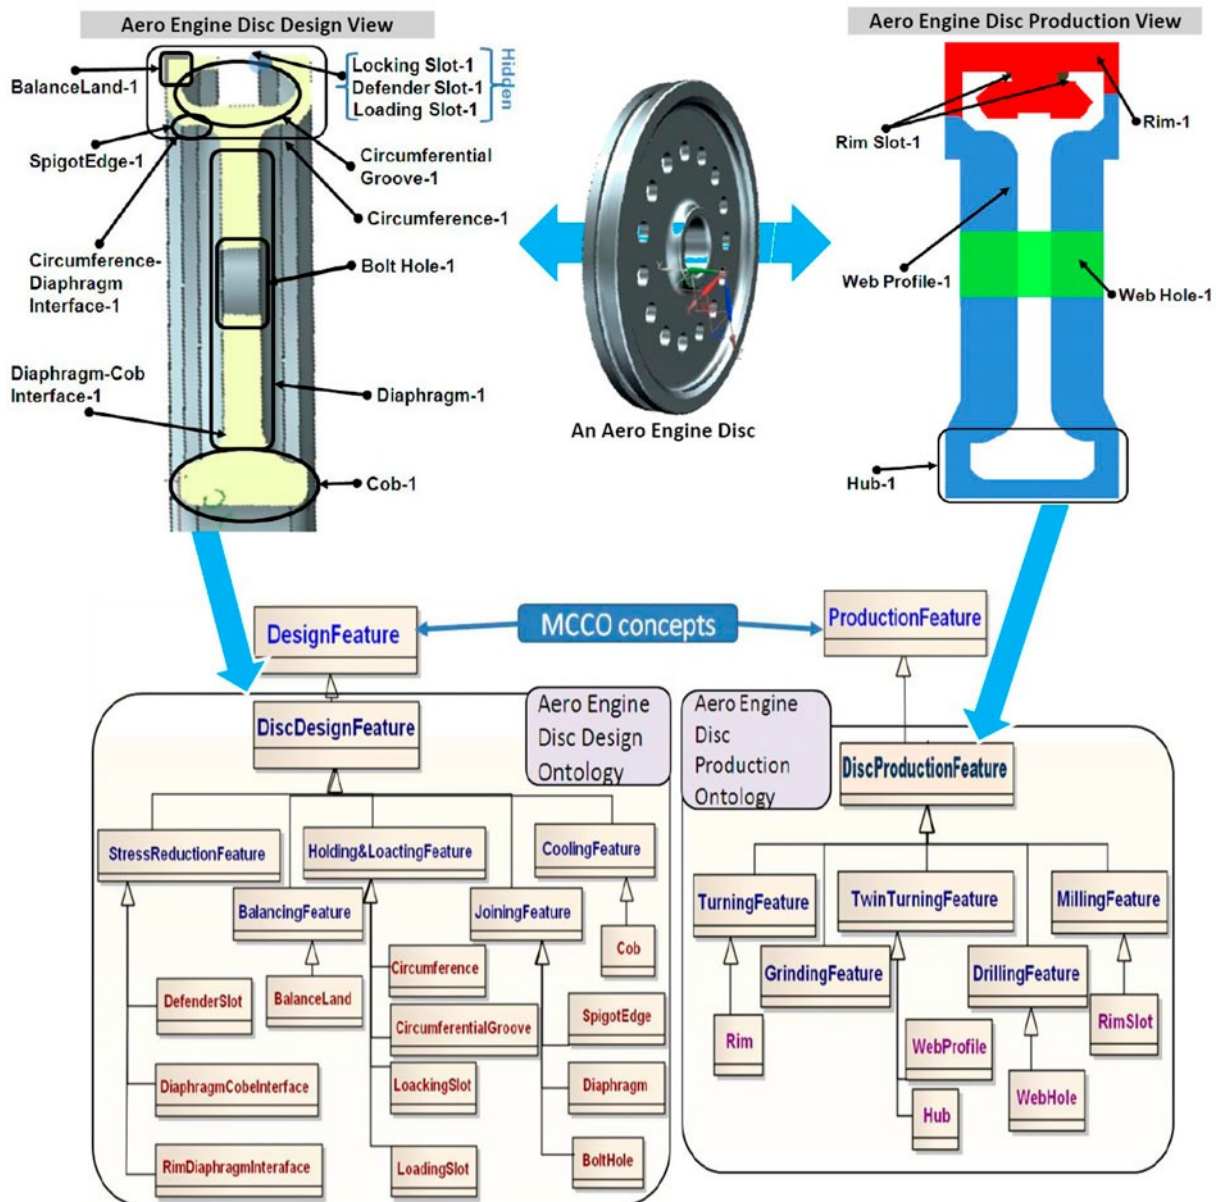 Aero Engine Disc Design View
Aero Engine Disc Production View
BalanceLand-1
Locking Slot-1
Defender Slot-1
Loading Slot-1
Hidden
SpigotEdge-1
Circumferential
Groove-1
Circumference-1
Circumference-
Diaphragm
Interface-1
Bolt Hole-1
Diaphragm-Cob
Interface-1
Diaphragm-1
Cob-1
An Aero Engine Disc
Rim Slot-1
Rim-1
Web Profile-1
Web Hole-1
Hub-1
MCCO concepts
DesignFeature
ProductionFeature
DiscDesignFeature
Aero Engine
Disc Design
Ontology
Aero Engine
Disc
Production
Ontology
DiscProductionFeature
StressReductionFeature
Holding&LoactingFeature
CoolingFeature
BalancingFeature
JoiningFeature
Cob
Circumference
DefenderSlot
BalanceLand
CircumferentialGroove
SpigotEdge
DiaphragmCobeInterface
LoackingSlot
Diaphragm
RimDiaphragmInteraface
LoadingSlot
BoltHole
TurningFeature
TwinTurningFeature
MillingFeature
GrindingFeature
DrillingFeature
Rim
WebProfile
RimSlot
Hub
WebHole